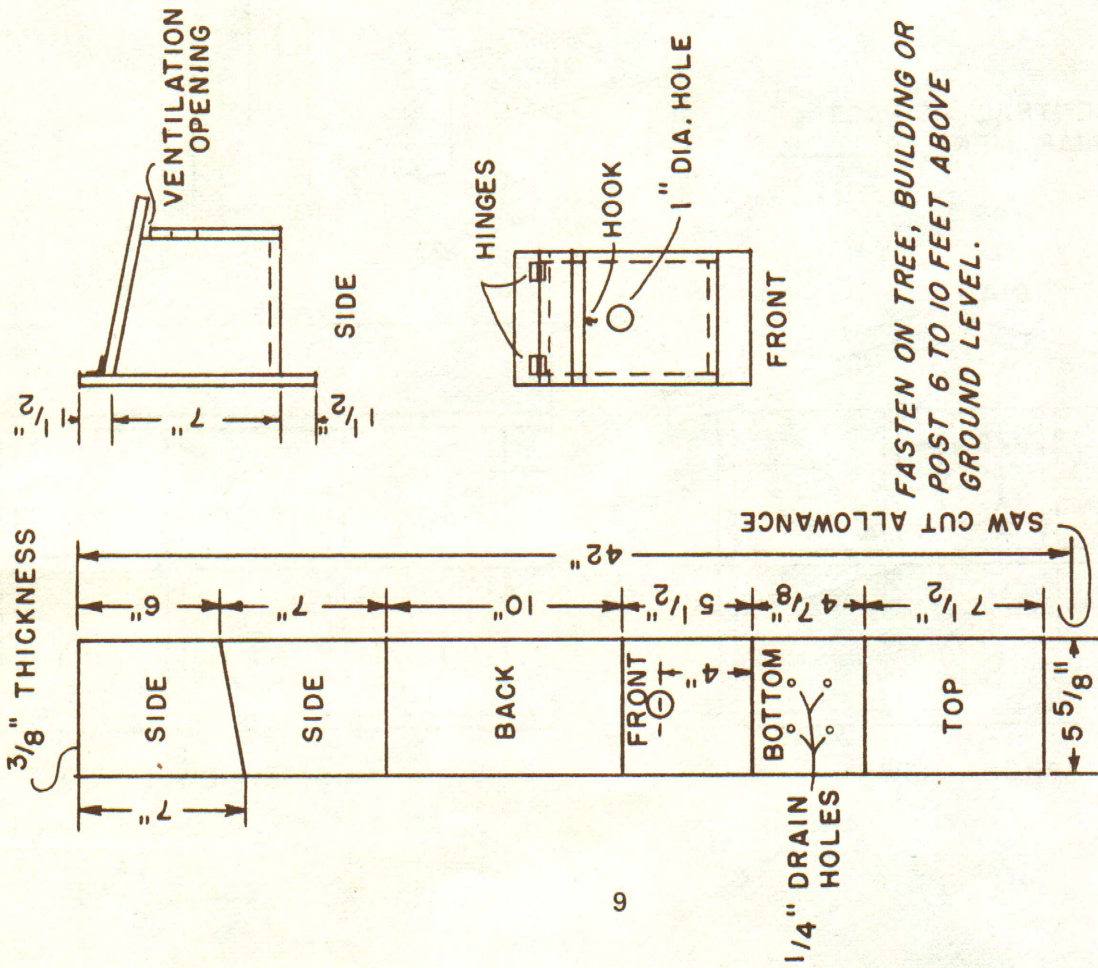 3/8" THICKNESS
7"
SIDE
SIDE
BACK
FRONT
4"
BOTTOM
TOP
1/4" DRAIN
HOLES
5 5/8"
6"
7"
10"
5 1/2"
4 7/8"
7 1/2"
42"
SAW CUT ALLOWANCE
1 1/2"
7"
1 1/2"
VENTILATION
OPENING
SIDE
HINGES
HOOK
1" DIA. HOLE
FRONT
FASTEN ON TREE, BUILDING OR
POST 6 TO 10 FEET ABOVE
GROUND LEVEL.
6